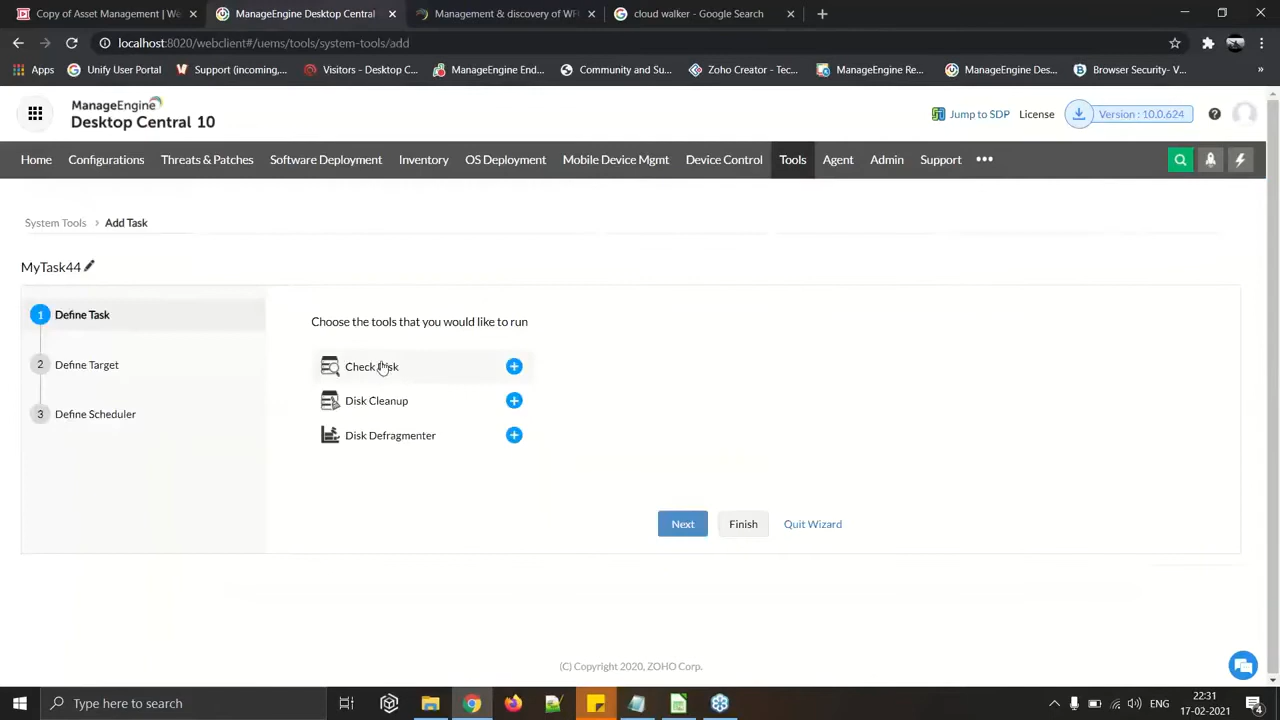 Copy of Asset Management | We
ManageEngine Desktop Central
Management & discovery of WFH
cloud walker - Google Search
localhost:8020/webclient#/uems/tools/system-tools/add
Apps
Unify User Portal
Support (incoming,...
Visitors - Desktop C...
ManageEngine End...
Community and Su...
Zoho Creator - Tec...
ManageEngine Re...
ManageEngine Des...
Browser Security- V...
»
ManageEngine
Desktop Central 10
Jump to SDP
License
Version : 10.0.624
Home
Configurations
Threats & Patches
Software Deployment
Inventory
OS Deployment
Mobile Device Mgmt
Device Control
Tools
Agent
Admin
Support
•••
System Tools > Add Task
MyTask44
1 Define Task
2 Define Target
3 Define Scheduler
Choose the tools that you would like to run
Check Disk
Disk Cleanup
Disk Defragmenter
Next
Finish
Quit Wizard
(C) Copyright 2020, ZOHO Corp.
Type here to search
ENG
22:31
17-02-2021
4